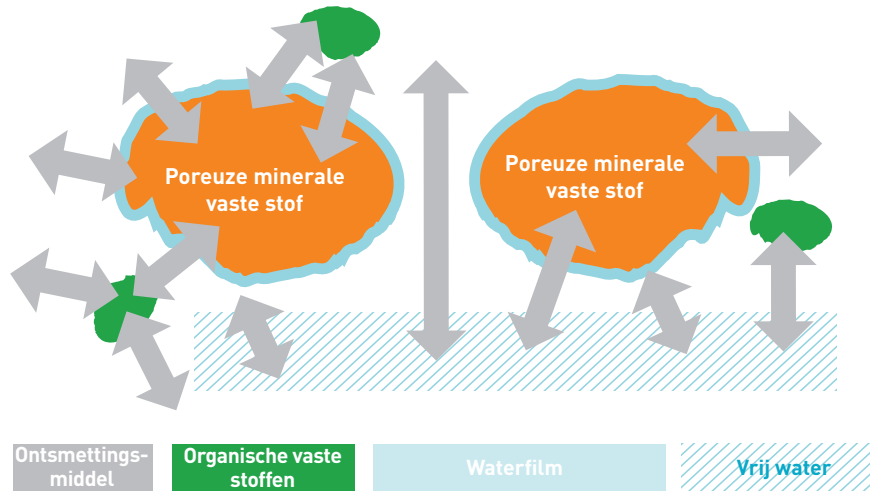 Poreuze minerale
vaste stof
Poreuze minerale
vaste stof
Ontsmettings-
middel
Organische vaste
stoffen
Waterfilm
Vrij water